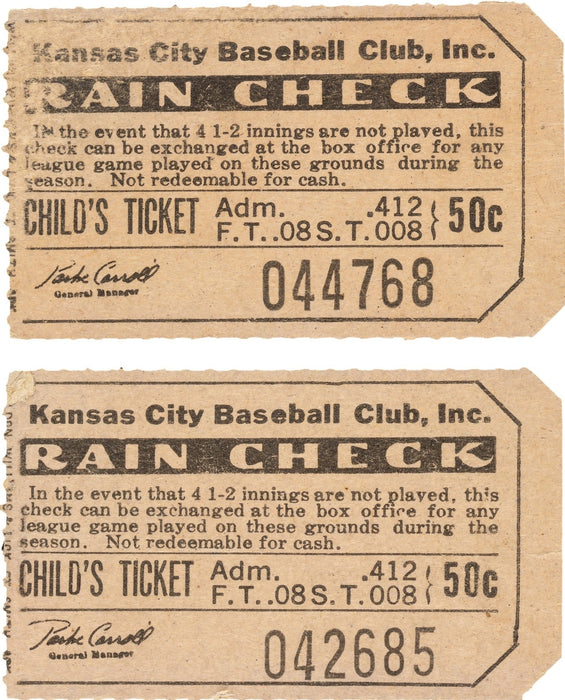 Kansas City Baseball Club, Inc.
RAIN CHECK
IN the event that 4 1-2 innings are not played, this
check can be exchanged at the box office for any
league game played on these grounds during the
season. Not redeemable for cash.
CHILD'S TICKET Adm. .412 50c
F.T..08 S.T. 008
Parke Carroll
General Manager
044768
Kansas City Baseball Club, Inc.
RAIN CHECK
In the event that 4 1-2 innings are not played, this
check can be exchanged at the box office for any
league game played on these grounds during the
season. Not redeemable for cash.
CHILD'S TICKET Adm. .412 50c
F.T..08 S.T. 008
Parke Carroll
General Manager
042685